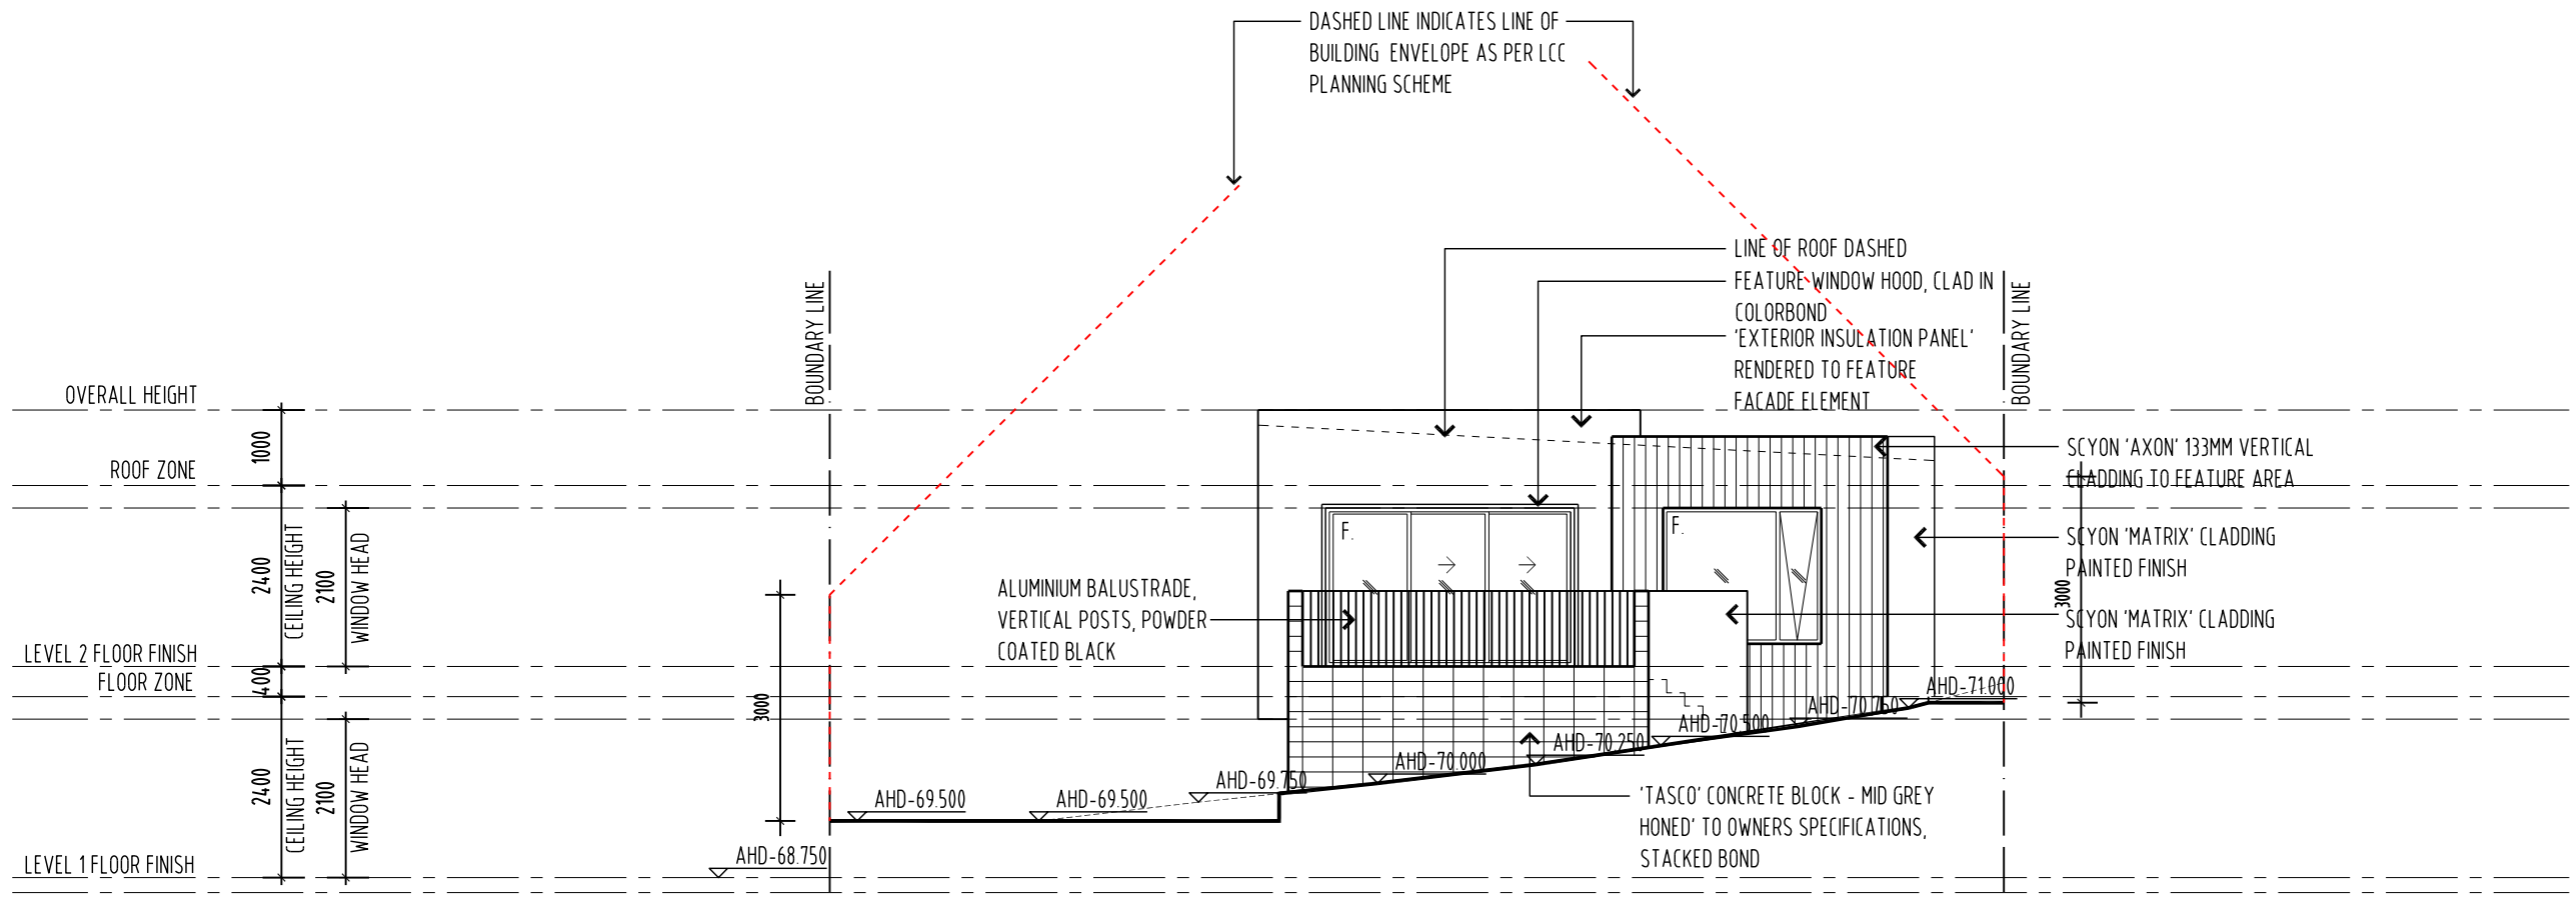 DASHED LINE INDICATES LINE OF
BUILDING ENVELOPE AS PER LCC
PLANNING SCHEME
LINE OF ROOF DASHED
FEATURE WINDOW HOOD, CLAD IN
COLORBOND
'EXTERIOR INSULATION PANEL'
RENDERED TO FEATURE
FACADE ELEMENT
BOUNDARY LINE
BOUNDARY LINE
OVERALL HEIGHT
1000
ROOF ZONE
SCYON 'AXON' 133MM VERTICAL
CLADDING TO FEATURE AREA
SCYON 'MATRIX' CLADDING
PAINTED FINISH
3000
SCYON 'MATRIX' CLADDING
PAINTED FINISH
F.
F.
2400
CEILING HEIGHT
2100
WINDOW HEAD
ALUMINIUM BALUSTRADE,
VERTICAL POSTS, POWDER
COATED BLACK
LEVEL 2 FLOOR FINISH
400
FLOOR ZONE
3000
AHD-71.000
AHD-70.750
AHD-70.500
AHD-70.250
AHD-70.000
AHD-69.750
AHD-69.500
AHD-69.500
2400
CEILING HEIGHT
2100
WINDOW HEAD
'TASCO' CONCRETE BLOCK - MID GREY
HONED' TO OWNERS SPECIFICATIONS,
STACKED BOND
AHD-68.750
LEVEL 1 FLOOR FINISH